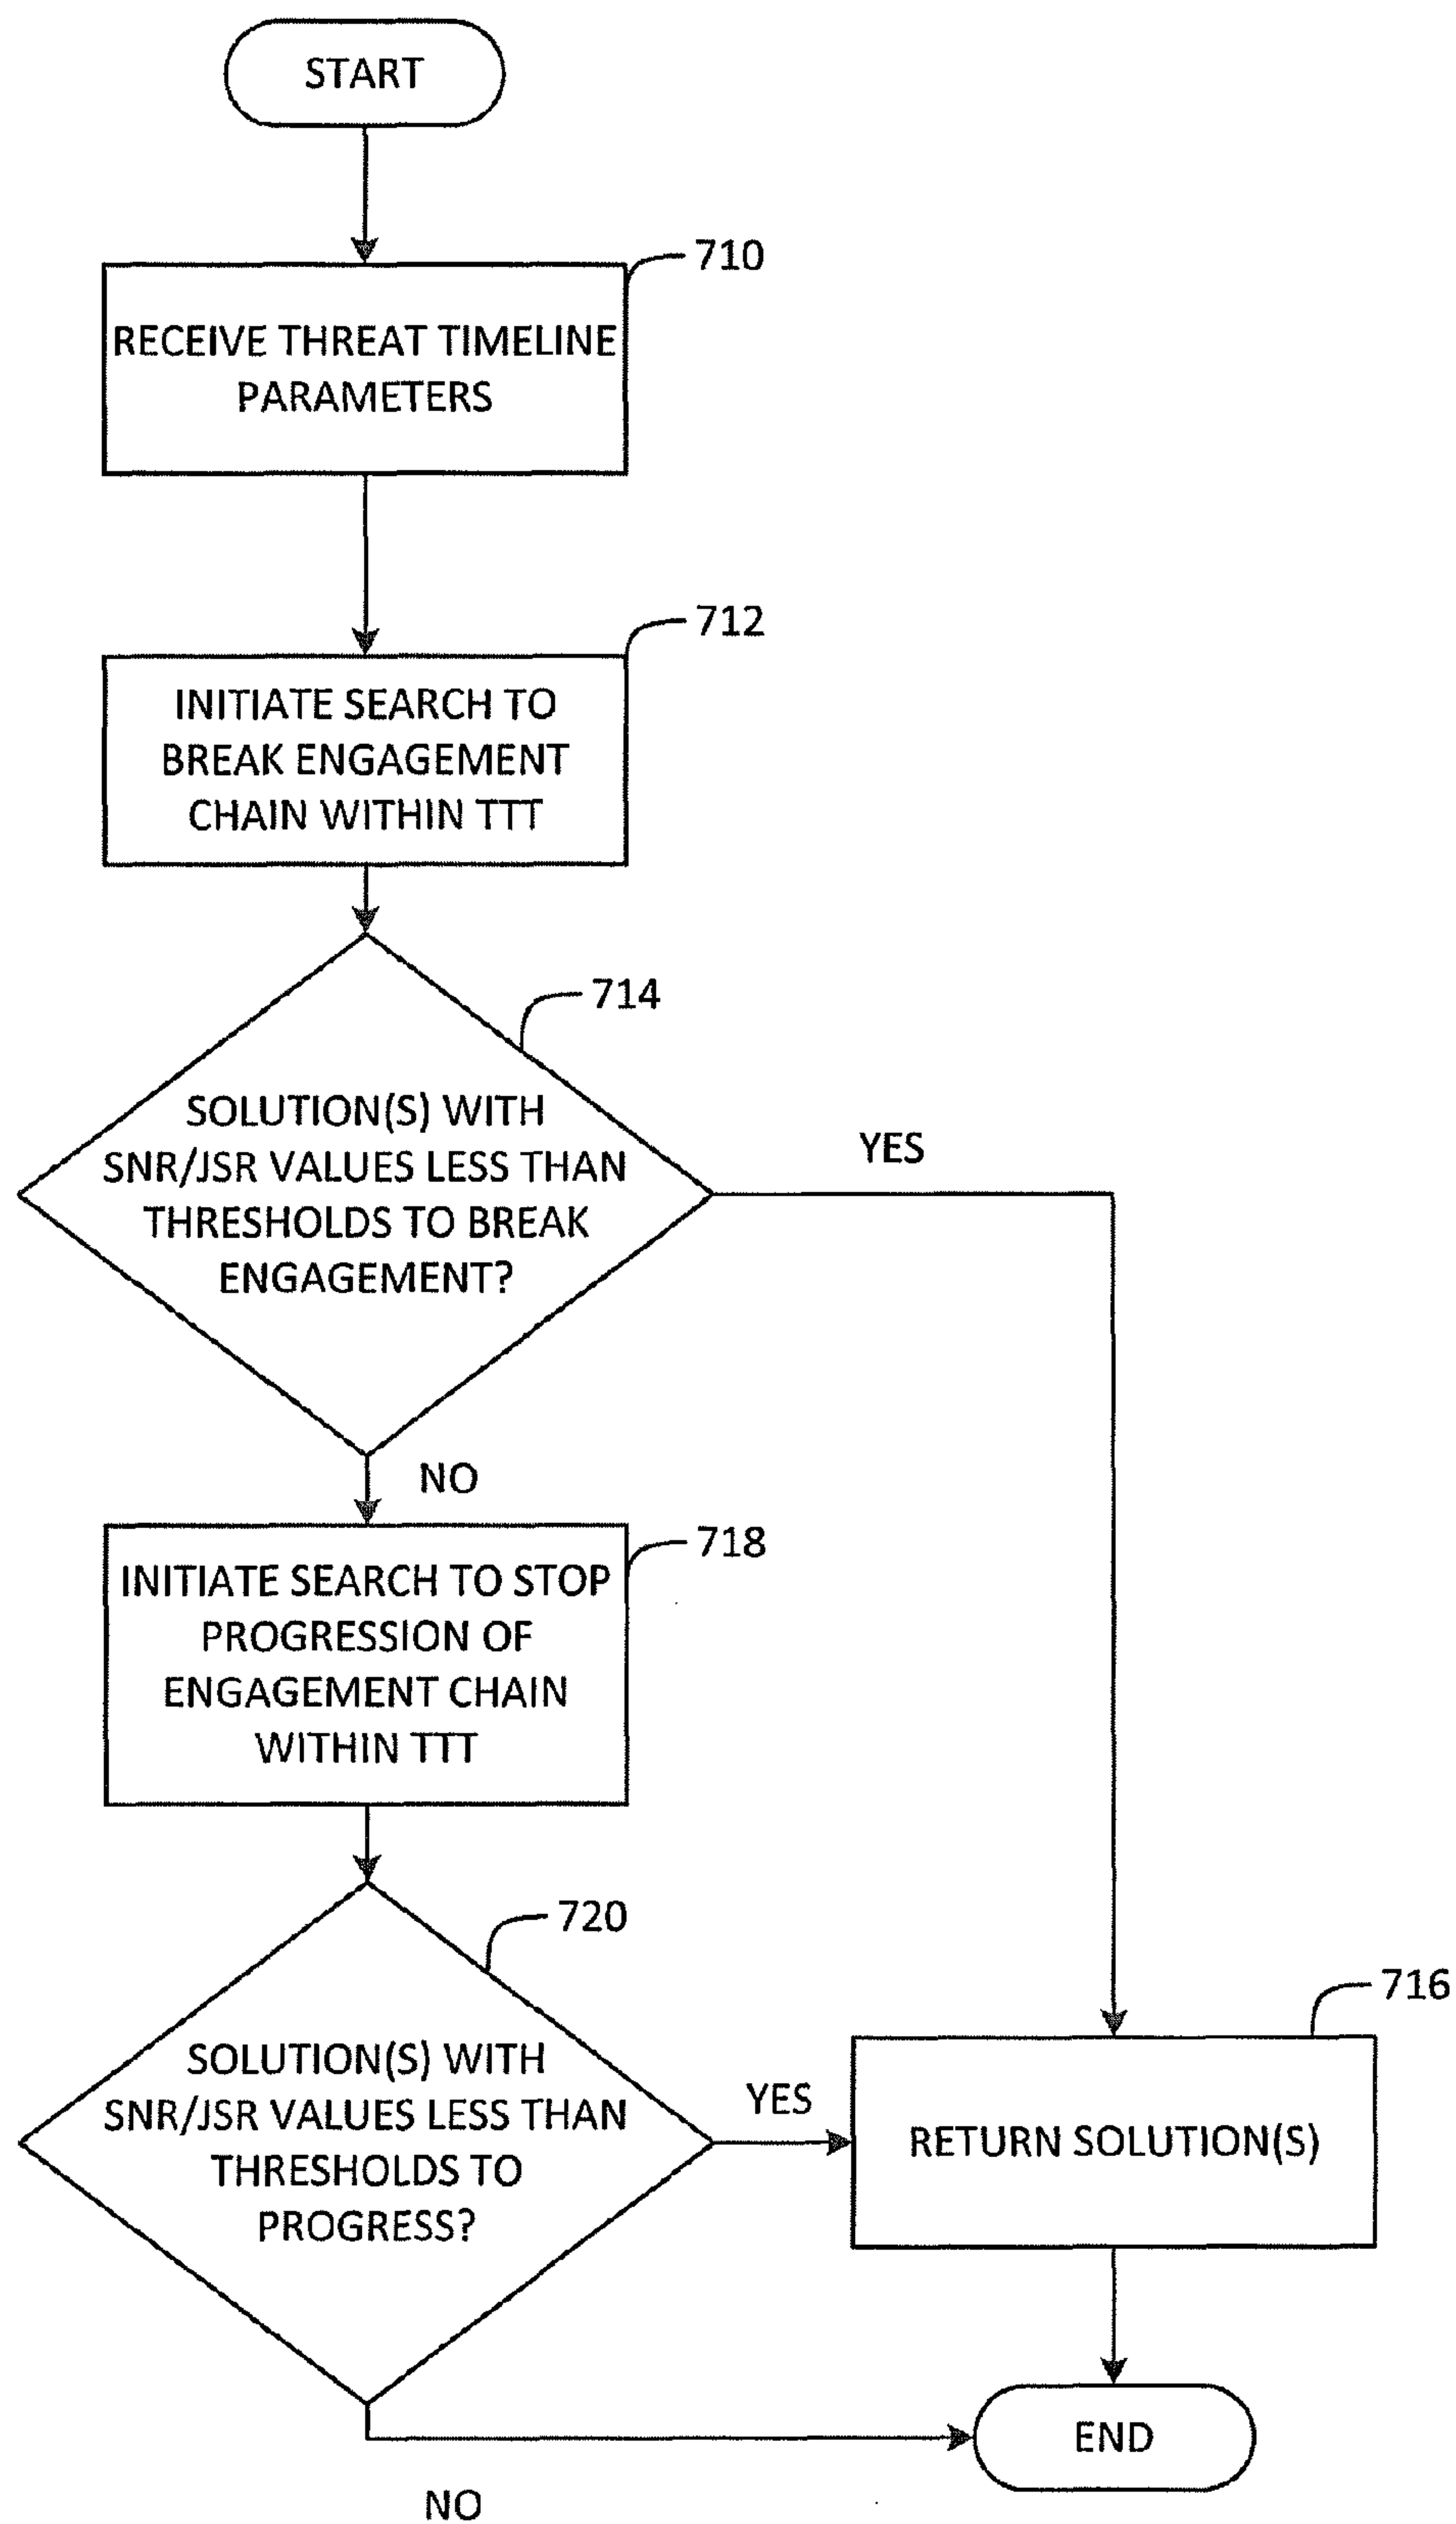 START
710
RECEIVE THREAT TIMELINE
PARAMETERS
712
INITIATE SEARCH TO
BREAK ENGAGEMENT
CHAIN WITHIN TTT
714
SOLUTION(S) WITH
SNR/JSR VALUES LESS THAN
THRESHOLDS TO BREAK
ENGAGEMENT?
YES
NO
718
INITIATE SEARCH TO STOP
PROGRESSION OF
ENGAGEMENT CHAIN
WITHIN TTT
720
SOLUTION(S) WITH
SNR/JSR VALUES LESS THAN
THRESHOLDS TO
PROGRESS?
YES
716
RETURN SOLUTION(S)
END
NO